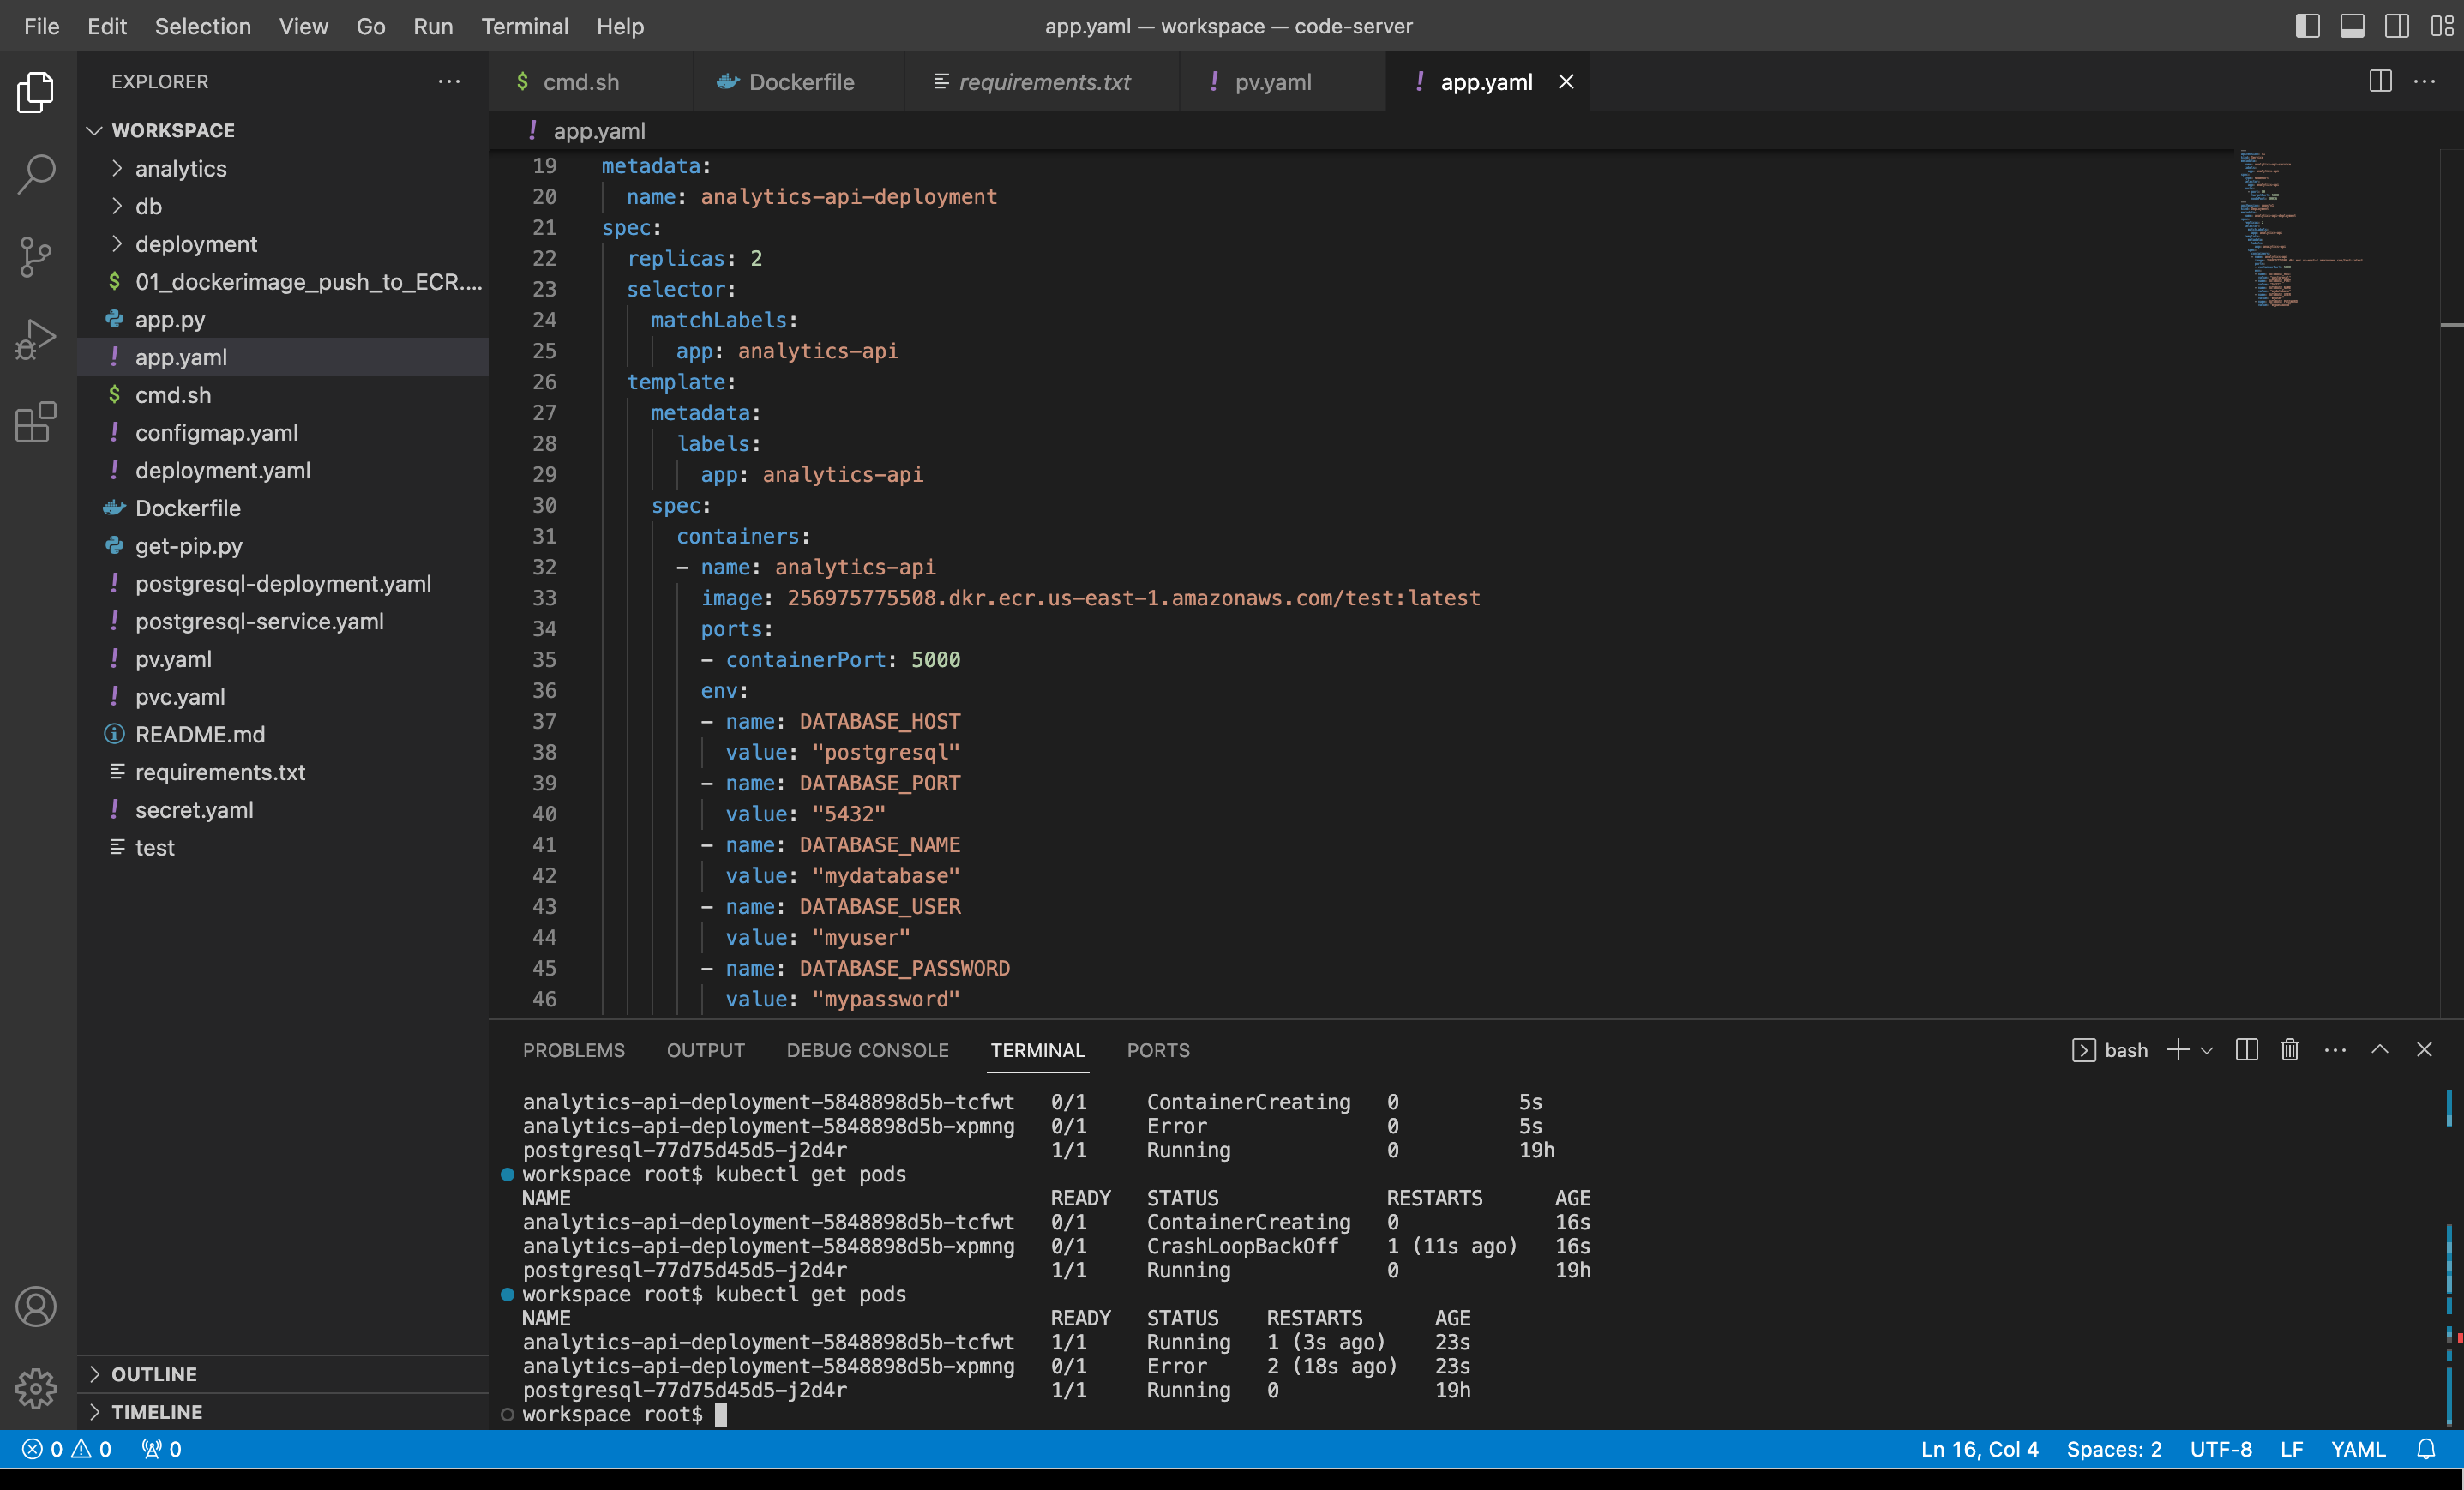 File Edit Selection View Go Run Terminal Help
app.yaml — workspace — code-server
EXPLORER
WORKSPACE
analytics
db
deployment
$ 01_dockerimage_push_to_ECR....
app.py
! app.yaml
$ cmd.sh
! configmap.yaml
! deployment.yaml
Dockerfile
get-pip.py
! postgresql-deployment.yaml
! postgresql-service.yaml
! pv.yaml
! pvc.yaml
README.md
requirements.txt
! secret.yaml
test
OUTLINE
TIMELINE
$ cmd.sh Dockerfile requirements.txt ! pv.yaml ! app.yaml
! app.yaml
19 metadata:
20 name: analytics-api-deployment
21 spec:
22 replicas: 2
23 selector:
24 matchLabels:
25 app: analytics-api
26 template:
27 metadata:
28 labels:
29 app: analytics-api
30 spec:
31 containers:
32 - name: analytics-api
33 image: 256975775508.dkr.ecr.us-east-1.amazonaws.com/test:latest
34 ports:
35 - containerPort: 5000
36 env:
37 - name: DATABASE_HOST
38 value: "postgresql"
39 - name: DATABASE_PORT
40 value: "5432"
41 - name: DATABASE_NAME
42 value: "mydatabase"
43 - name: DATABASE_USER
44 value: "myuser"
45 - name: DATABASE_PASSWORD
46 value: "mypassword"
PROBLEMS OUTPUT DEBUG CONSOLE TERMINAL PORTS
bash
analytics-api-deployment-5848898d5b-tcfwt 0/1 ContainerCreating 0 5s
analytics-api-deployment-5848898d5b-xpmng 0/1 Error 0 5s
postgresql-77d75d45d5-j2d4r 1/1 Running 0 19h
workspace root$ kubectl get pods
NAME READY STATUS RESTARTS AGE
analytics-api-deployment-5848898d5b-tcfwt 0/1 ContainerCreating 0 16s
analytics-api-deployment-5848898d5b-xpmng 0/1 CrashLoopBackOff 1 (11s ago) 16s
postgresql-77d75d45d5-j2d4r 1/1 Running 0 19h
workspace root$ kubectl get pods
NAME READY STATUS RESTARTS AGE
analytics-api-deployment-5848898d5b-tcfwt 1/1 Running 1 (3s ago) 23s
analytics-api-deployment-5848898d5b-xpmng 0/1 Error 2 (18s ago) 23s
postgresql-77d75d45d5-j2d4r 1/1 Running 0 19h
workspace root$
0 0 0
Ln 16, Col 4 Spaces: 2 UTF-8 LF YAML